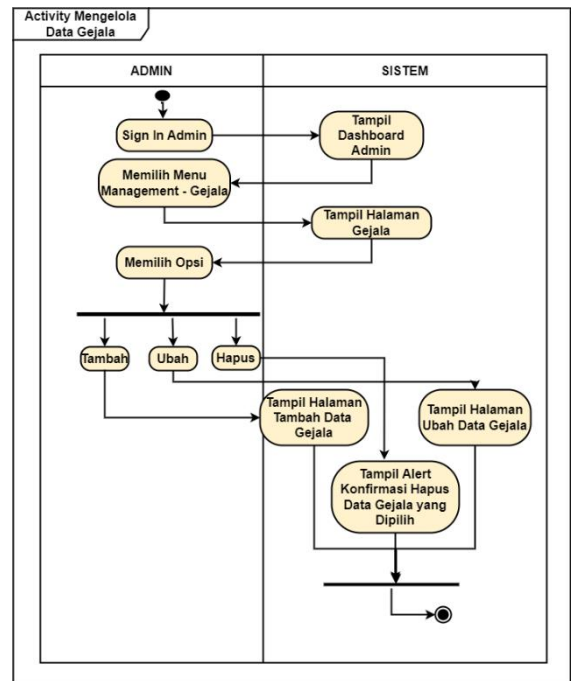 Activity Mengelola
Data Gejala
ADMIN
SISTEM
Sign In Admin
Tampil
Dashboard
Admin
Memilih Menu
Management - Gejala
Tampil Halaman
Gejala
Memilih Opsi
Tambah
Ubah
Hapus
Tampil Halaman
Tambah Data
Gejala
Tampil Halaman
Ubah Data Gejala
Tampil Alert
Konfirmasi Hapus
Data Gejala yang
Dipilih